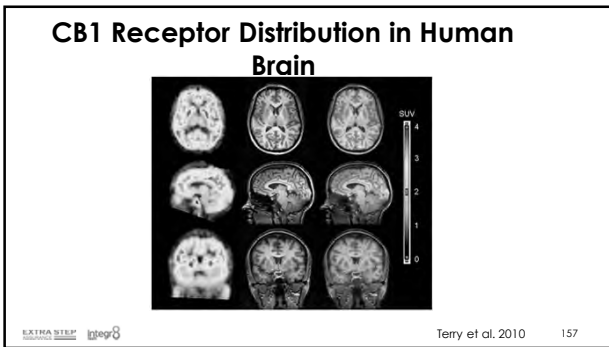 CB1 Receptor Distribution in Human
Brain
SUV
4
3
2
1
0
EXTRA STEP
ASSURANCE
Integr8
Terry et al. 2010
157